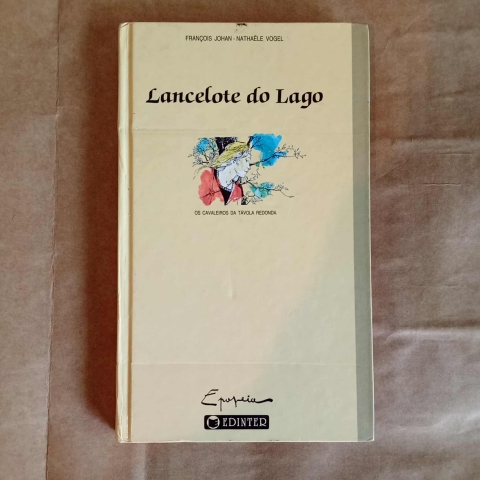 FRANÇOIS JOHAN - NATHAËLE VOGEL
Lancelote do Lago
OS CAVALEIROS DA TÁVOLA REDONDA
Epopeia
EDINTER